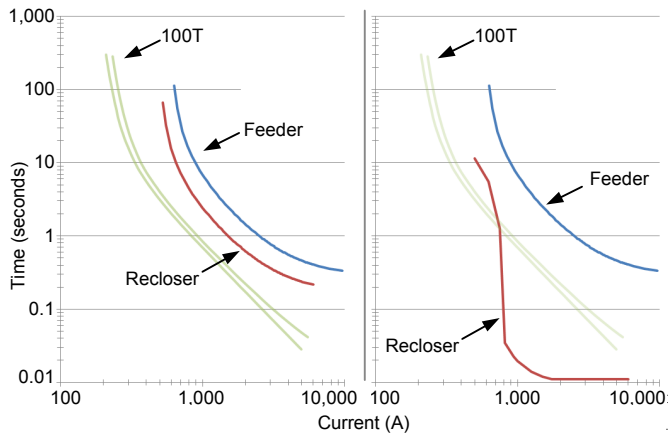 1,000
100
10
1
0.1
0.01
Time (seconds)
100T
Feeder
Recloser
100
1,000
10,000
100T
Feeder
Recloser
100
1,000
10,000
Current (A)